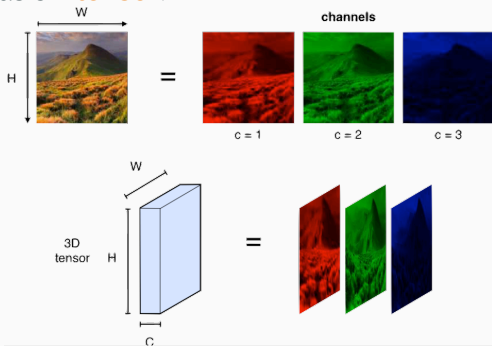 W
channels
H
=
c = 1
c = 2
c = 3
W
3D
tensor
H
=
C